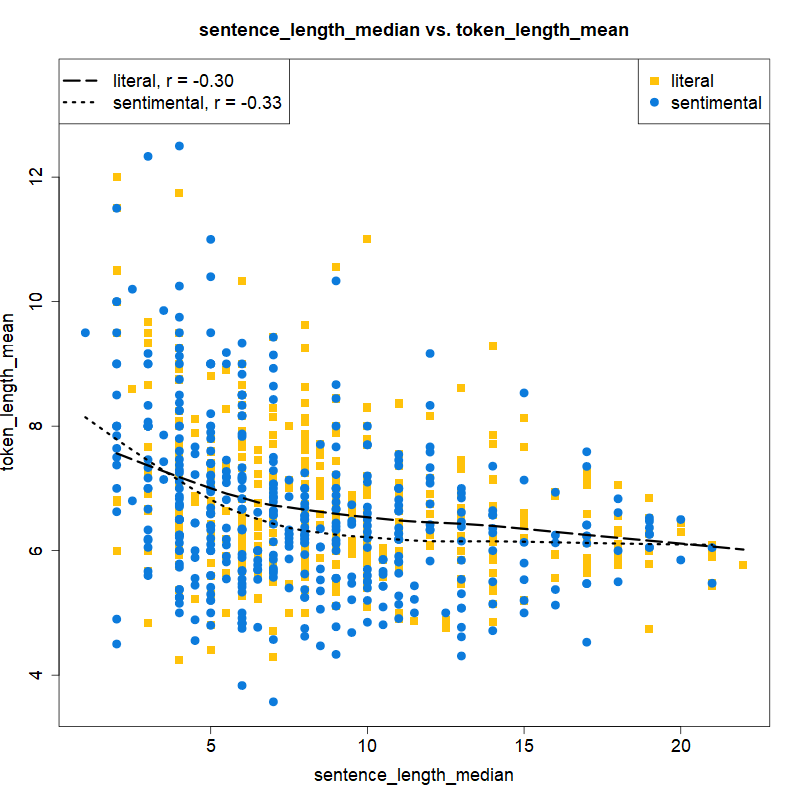 sentence_length_median vs. token_length_mean
literal, r = -0.30
sentimental, r = -0.33
literal
sentimental
token_length_mean
12
10
8
6
4
5
10
15
20
sentence_length_median